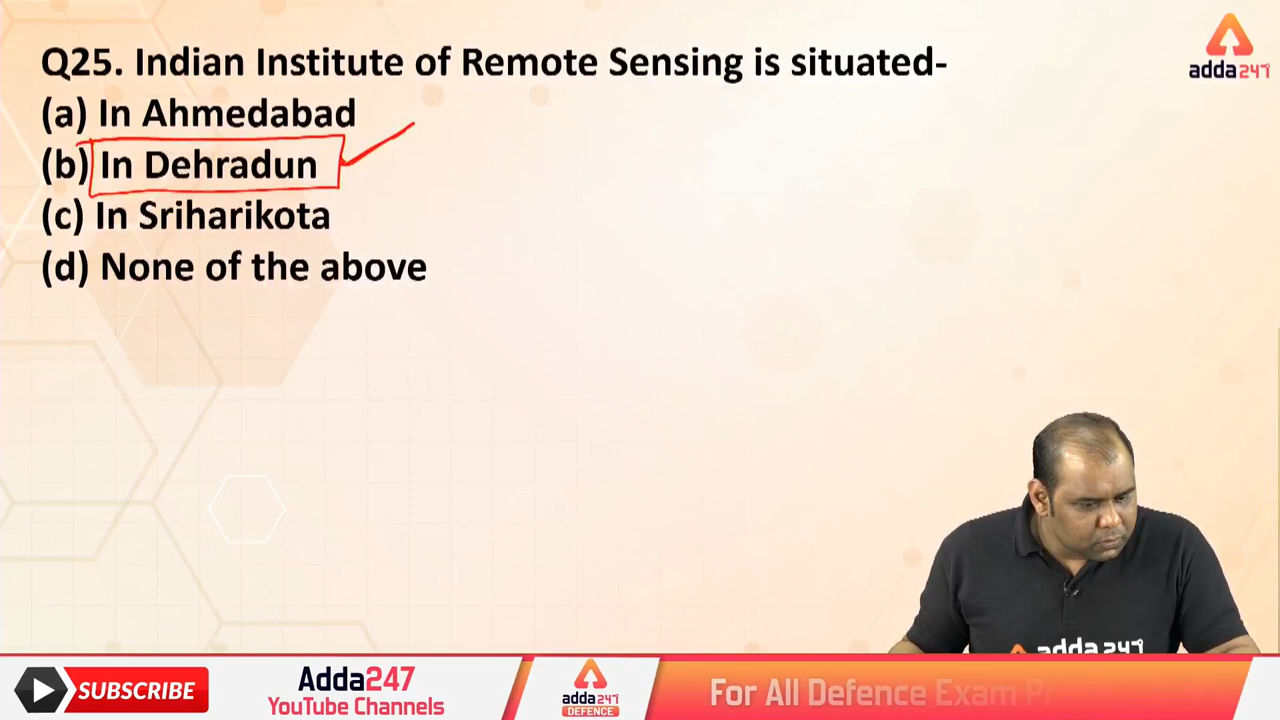 Q25. Indian Institute of Remote Sensing is situated-
(a) In Ahmedabad
(b) In Dehradun
(c) In Sriharikota
(d) None of the above
adda247
adda247
SUBSCRIBE
Adda247
YouTube Channels
adda247
DEFENCE
For All Defence Exam